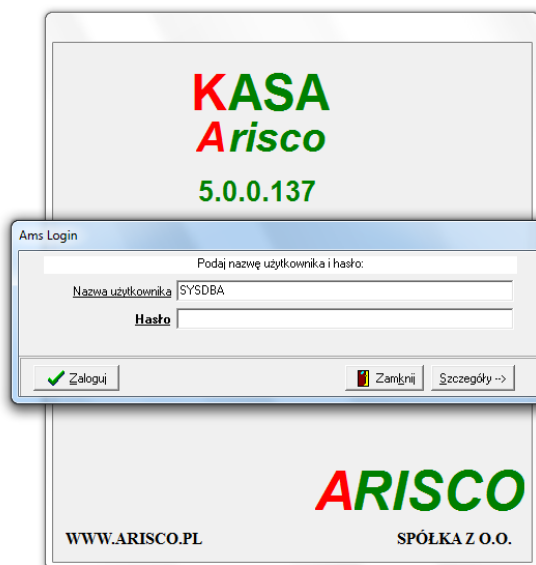 KASA
Arisco
5.0.0.137
Ams Login
Podaj nazwę użytkownika i hasło:
Nazwa użytkownika SYSDBA
Hasło
Zaloguj Zamknij Szczegóły -->
ARISCO
WWW.ARISCO.PL SPÓŁKA Z O.O.